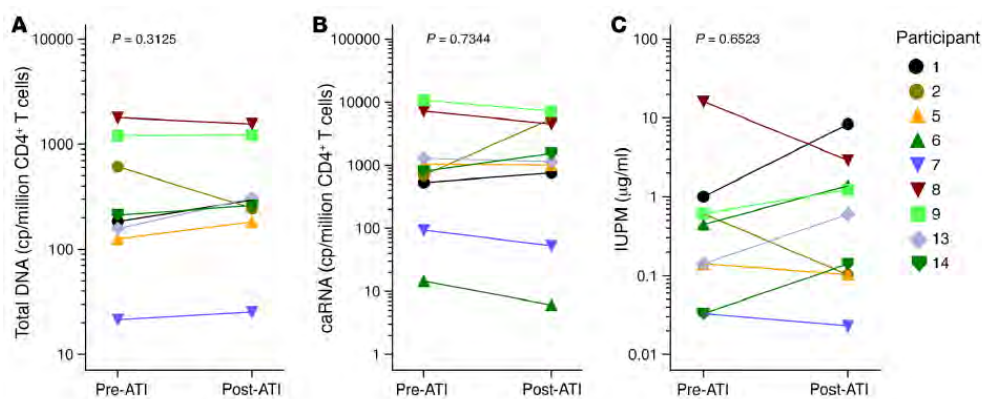 A
P = 0.3125
Total DNA (cp/million CD4+ T cells)
10000
1000
100
10
Pre-ATI Post-ATI
B
P = 0.7344
caRNA (cp/million CD4+ T cells)
100000
10000
1000
100
10
1
Pre-ATI Post-ATI
C
P = 0.6523
IUPM (µg/ml)
100
10
1
0.1
0.01
Pre-ATI Post-ATI
Participant
1
2
5
6
7
8
9
13
14